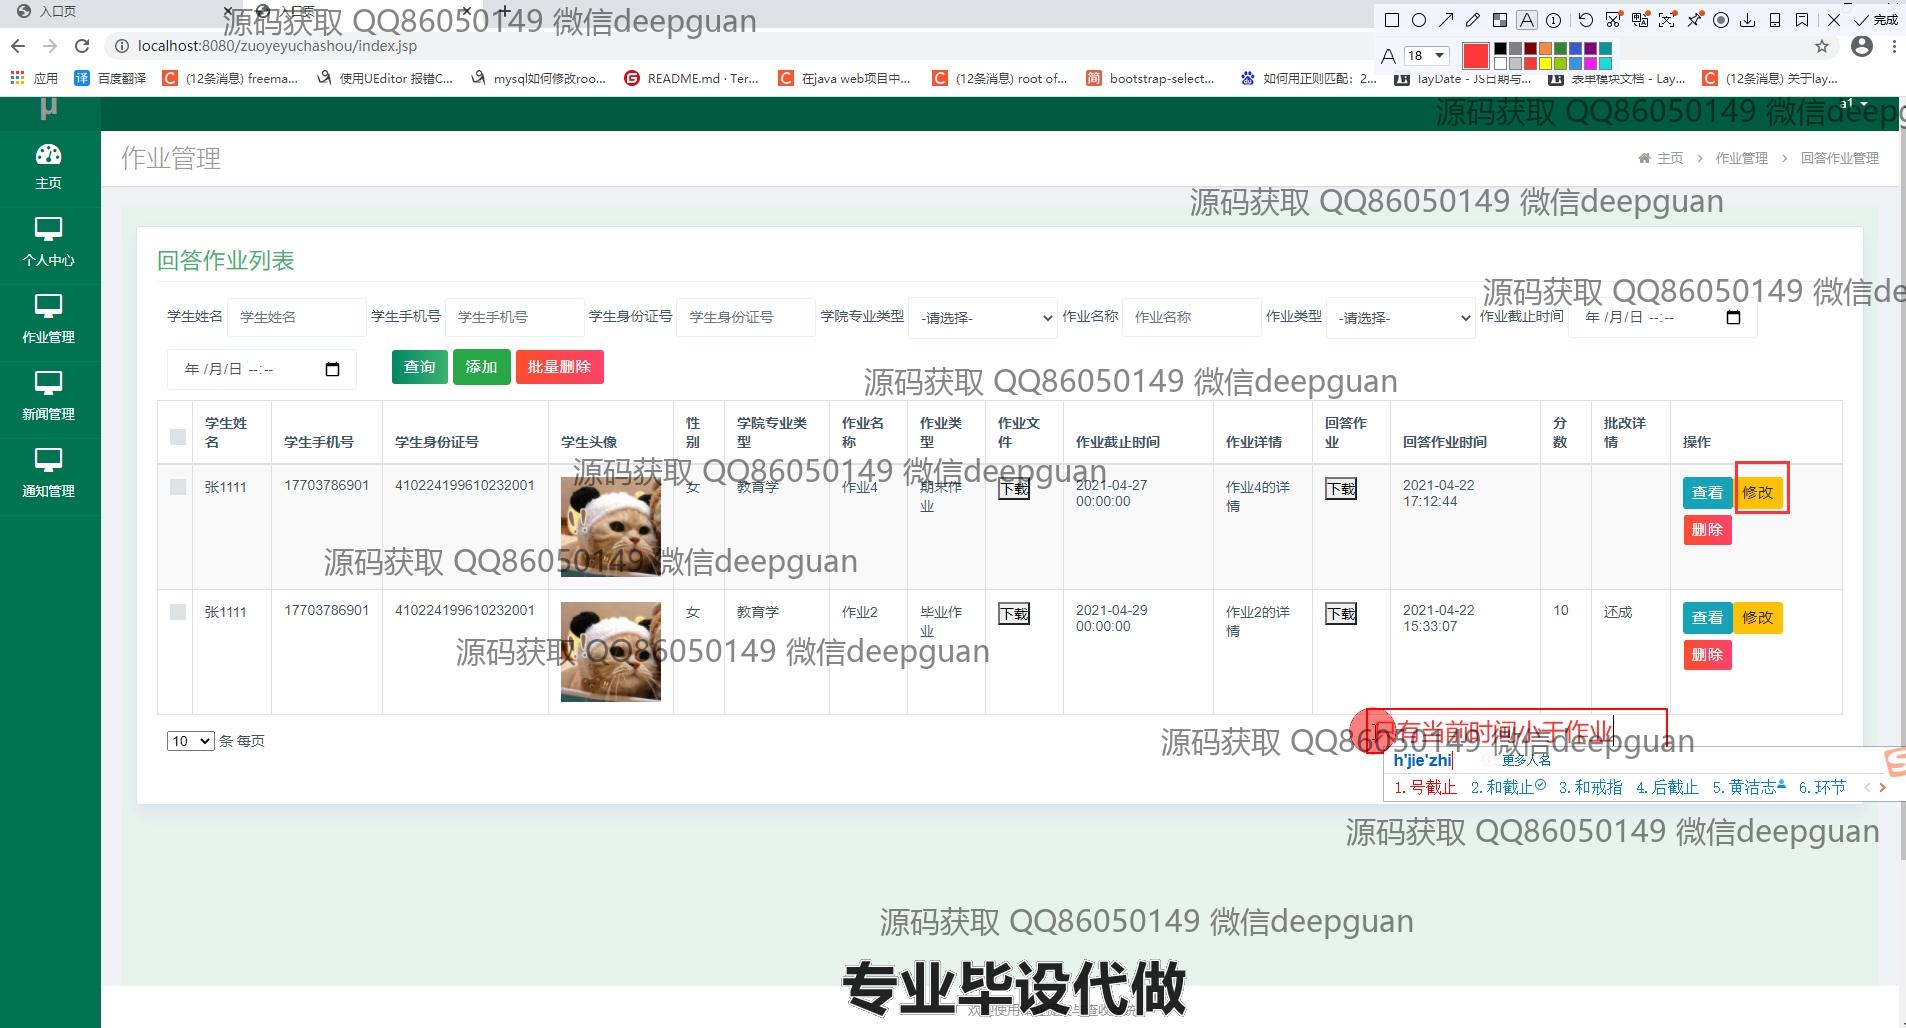 入口页
入口页
源码获取 QQ86050149 微信deepguan
完成
localhost:8080/zuoyeyuchashou/index.jsp
A 18
应用 百度翻译 (12条消息) freema... 使用UEditor 报错C... mysql如何修改roo... README.md · Ter... 在java web项目中... (12条消息) root of... bootstrap-select... 如何用正则匹配：2... layDate - JS日期与... 表单模块文档 - Lay... (12条消息) 关于lay...
μ
a1
源码获取 QQ86050149 微信deepg
作业管理
主页 > 作业管理 > 回答作业管理
主页
个人中心
作业管理
新闻管理
通知管理
源码获取 QQ86050149 微信deepguan
回答作业列表
源码获取 QQ86050149 微信de
学生姓名 学生姓名 学生手机号 学生手机号 学生身份证号 学生身份证号 学院专业类型 -请选择- 作业名称 作业名称 作业类型 -请选择- 作业截止时间 年 /月/日 --:--
年 /月/日 --:-- 查询 添加 批量删除
源码获取 QQ86050149 微信deepguan
学生姓名 学生手机号 学生身份证号 学生头像 性别 学院专业类型 作业名称 作业类型 作业文件 作业截止时间 作业详情 回答作业 回答作业时间 分数 批改详情 操作
源码获取 QQ86050149 微信deepguan
张1111 17703786901 410224199610232001 女 教育学 作业4 期末作业 下载 2021-04-27 00:00:00 作业4的详情 下载 2021-04-22 17:12:44 查看 修改
删除
源码获取 QQ86050149 微信deepguan
张1111 17703786901 410224199610232001 女 教育学 作业2 毕业作业 下载 2021-04-29 00:00:00 作业2的详情 下载 2021-04-22 15:33:07 10 还成 查看 修改
删除
源码获取 QQ86050149 微信deepguan
10 条 每页
只有当前时间小于作业
源码获取 QQ86050149 微信deepguan
h'jie'zhi 更多人名
1.号截止 2.和截止 3.和戒指 4.后截止 5.黄洁志 6.环节
源码获取 QQ86050149 微信deepguan
源码获取 QQ86050149 微信deepguan
专业毕设代做